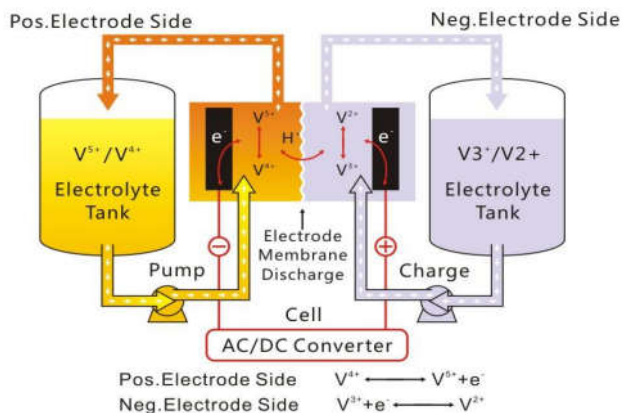 Pos.Electrode Side
Neg.Electrode Side
V⁵⁺/V⁴⁺
Electrolyte
Tank
e⁻
V⁵⁺
V⁴⁺
H⁺
V²⁺
V³⁺
e⁻
V3⁺/V2+
Electrolyte
Tank
−
+
Electrode
Membrane
Discharge
Pump
Charge
Cell
AC/DC Converter
Pos.Electrode Side V⁴⁺ ⟷ V⁵⁺+e⁻
Neg.Electrode Side V³⁺+e⁻ ⟷ V²⁺